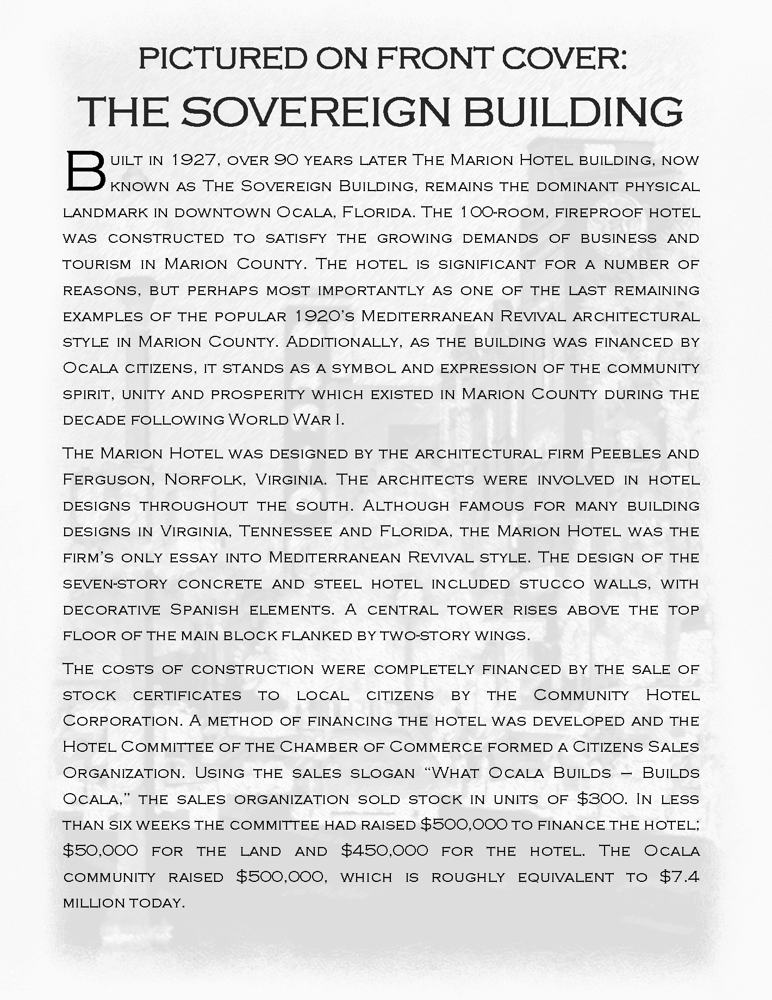 PICTURED ON FRONT COVER:
THE SOVEREIGN BUILDING
Built in 1927, over 90 years later The Marion Hotel building, now
known as The Sovereign Building, remains the dominant physical
landmark in downtown Ocala, Florida. The 100-room, fireproof hotel
was constructed to satisfy the growing demands of business and
tourism in Marion County. The hotel is significant for a number of
reasons, but perhaps most importantly as one of the last remaining
examples of the popular 1920’s Mediterranean Revival architectural
style in Marion County. Additionally, as the building was financed by
Ocala citizens, it stands as a symbol and expression of the community
spirit, unity and prosperity which existed in Marion County during the
decade following World War I.
The Marion Hotel was designed by the architectural firm Peebles and
Ferguson, Norfolk, Virginia. The architects were involved in hotel
designs throughout the south. Although famous for many building
designs in Virginia, Tennessee and Florida, the Marion Hotel was the
firm’s only essay into Mediterranean Revival style. The design of the
seven-story concrete and steel hotel included stucco walls, with
decorative Spanish elements. A central tower rises above the top
floor of the main block flanked by two-story wings.
The costs of construction were completely financed by the sale of
stock certificates to local citizens by the Community Hotel
Corporation. A method of financing the hotel was developed and the
Hotel Committee of the Chamber of Commerce formed a Citizens Sales
Organization. Using the sales slogan “What Ocala Builds – Builds
Ocala,” the sales organization sold stock in units of $300. In less
than six weeks the committee had raised $500,000 to finance the hotel;
$50,000 for the land and $450,000 for the hotel. The Ocala
community raised $500,000, which is roughly equivalent to $7.4
million today.